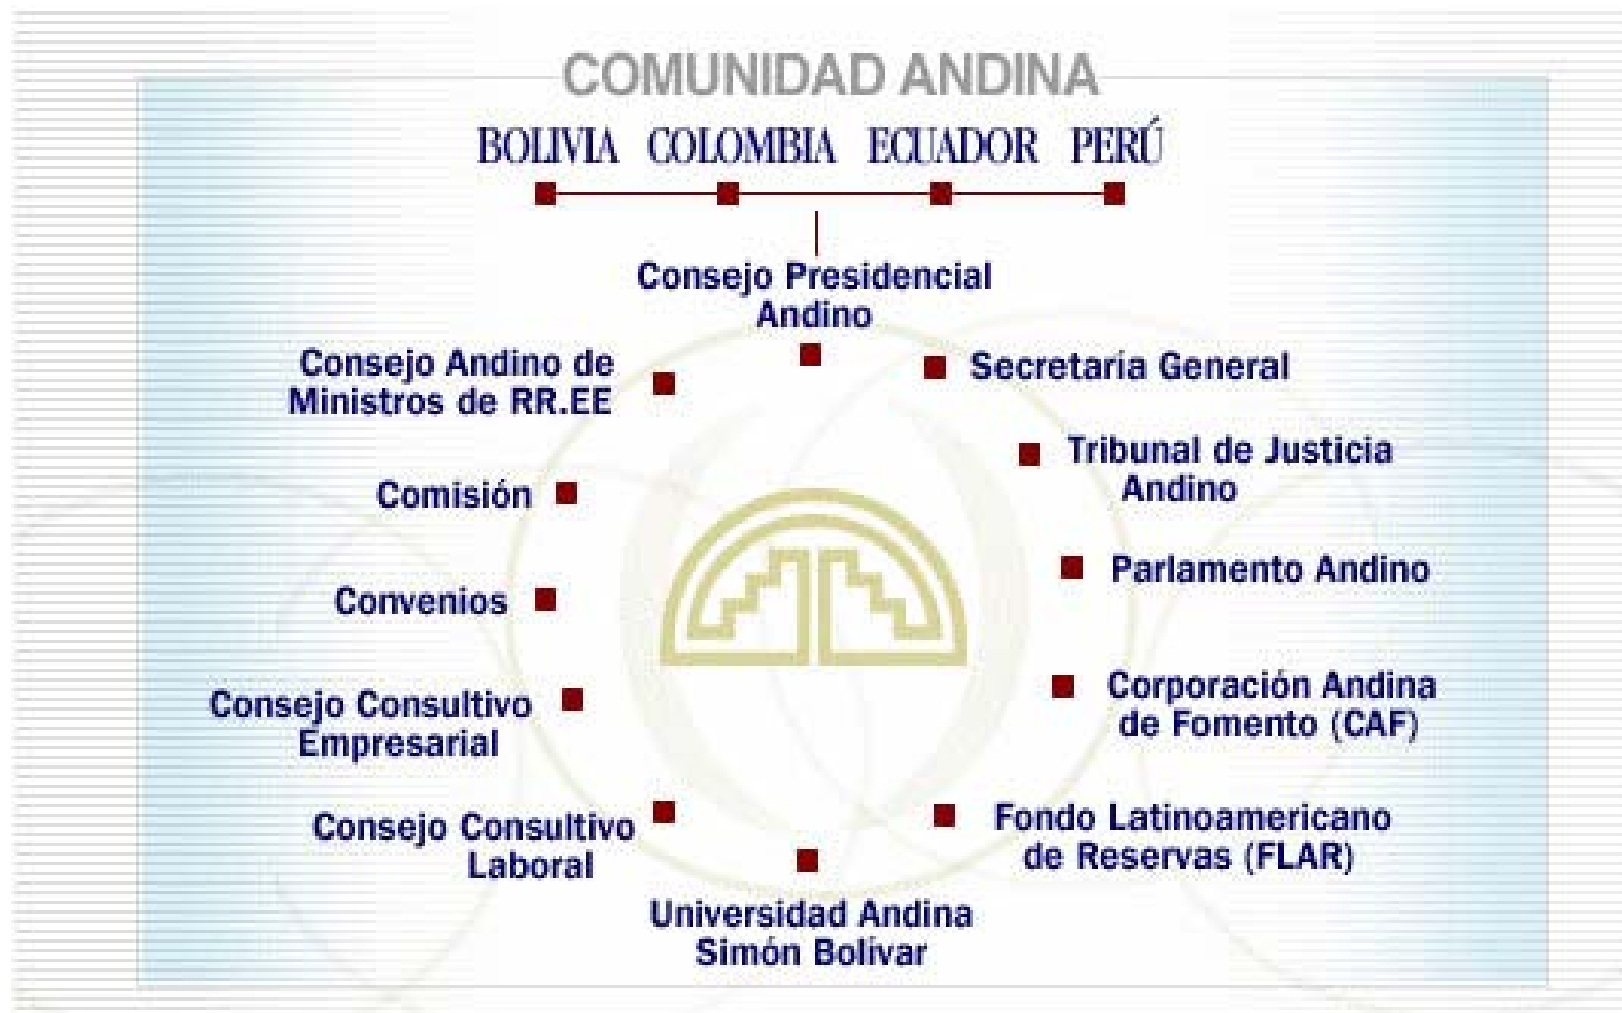 COMUNIDAD ANDINA
BOLIVIA COLOMBIA ECUADOR PERÚ
Consejo Presidencial
Andino
Consejo Andino de
Ministros de RR.EE
Secretaría General
Tribunal de Justicia
Andino
Comisión
Parlamento Andino
Convenios
Corporación Andina
de Fomento (CAF)
Consejo Consultivo
Empresarial
Fondo Latinoamericano
de Reservas (FLAR)
Consejo Consultivo
Laboral
Universidad Andina
Simón Bolívar